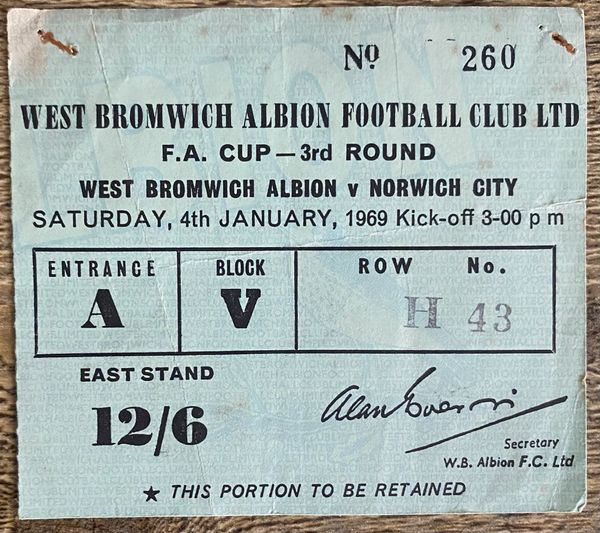 Nº 260
WEST BROMWICH ALBION FOOTBALL CLUB LTD
F.A. CUP — 3rd ROUND
WEST BROMWICH ALBION v NORWICH CITY
SATURDAY, 4th JANUARY, 1969 Kick-off 3-00 p m
ENTRANCE BLOCK ROW No.
A V H 43
EAST STAND
12/6
Alan Everiss
Secretary
W.B. Albion F.C. Ltd
★ THIS PORTION TO BE RETAINED